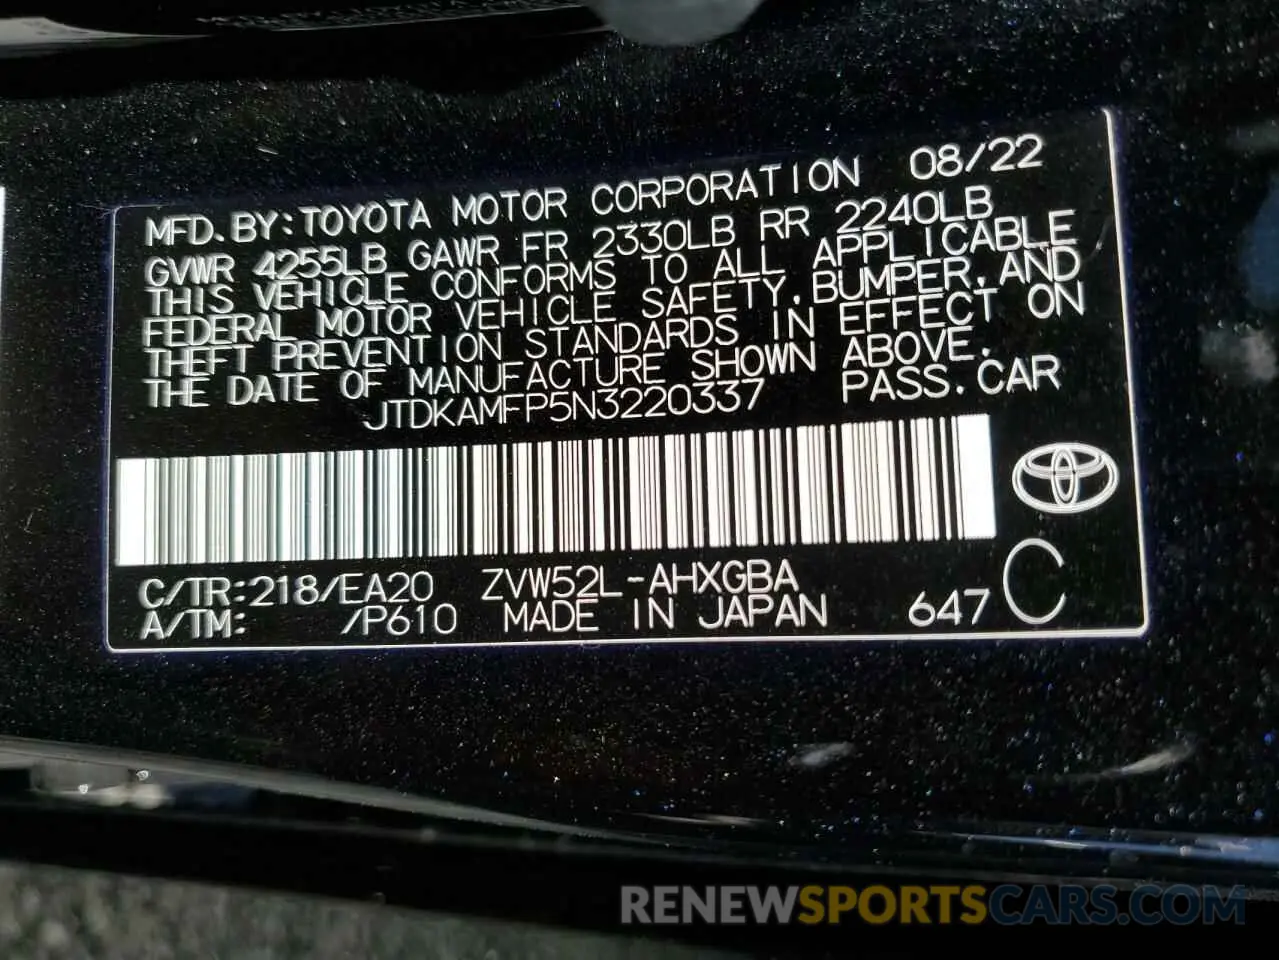 MFD. BY: TOYOTA MOTOR CORPORATION 08/22
GVWR 4255LB GAWR FR 2330LB RR 2240LB
THIS VEHICLE CONFORMS TO ALL APPLICABLE
FEDERAL MOTOR VEHICLE SAFETY, BUMPER, AND
THEFT PREVENTION STANDARDS IN EFFECT ON
THE DATE OF MANUFACTURE SHOWN ABOVE.
JTDKAMFP5N3220337 PASS. CAR
C/TR: 218/EA20 ZVW52L-AHXGBA
A/TM: /P610 MADE IN JAPAN 647 C
RENEWSPORTSCARS.COM